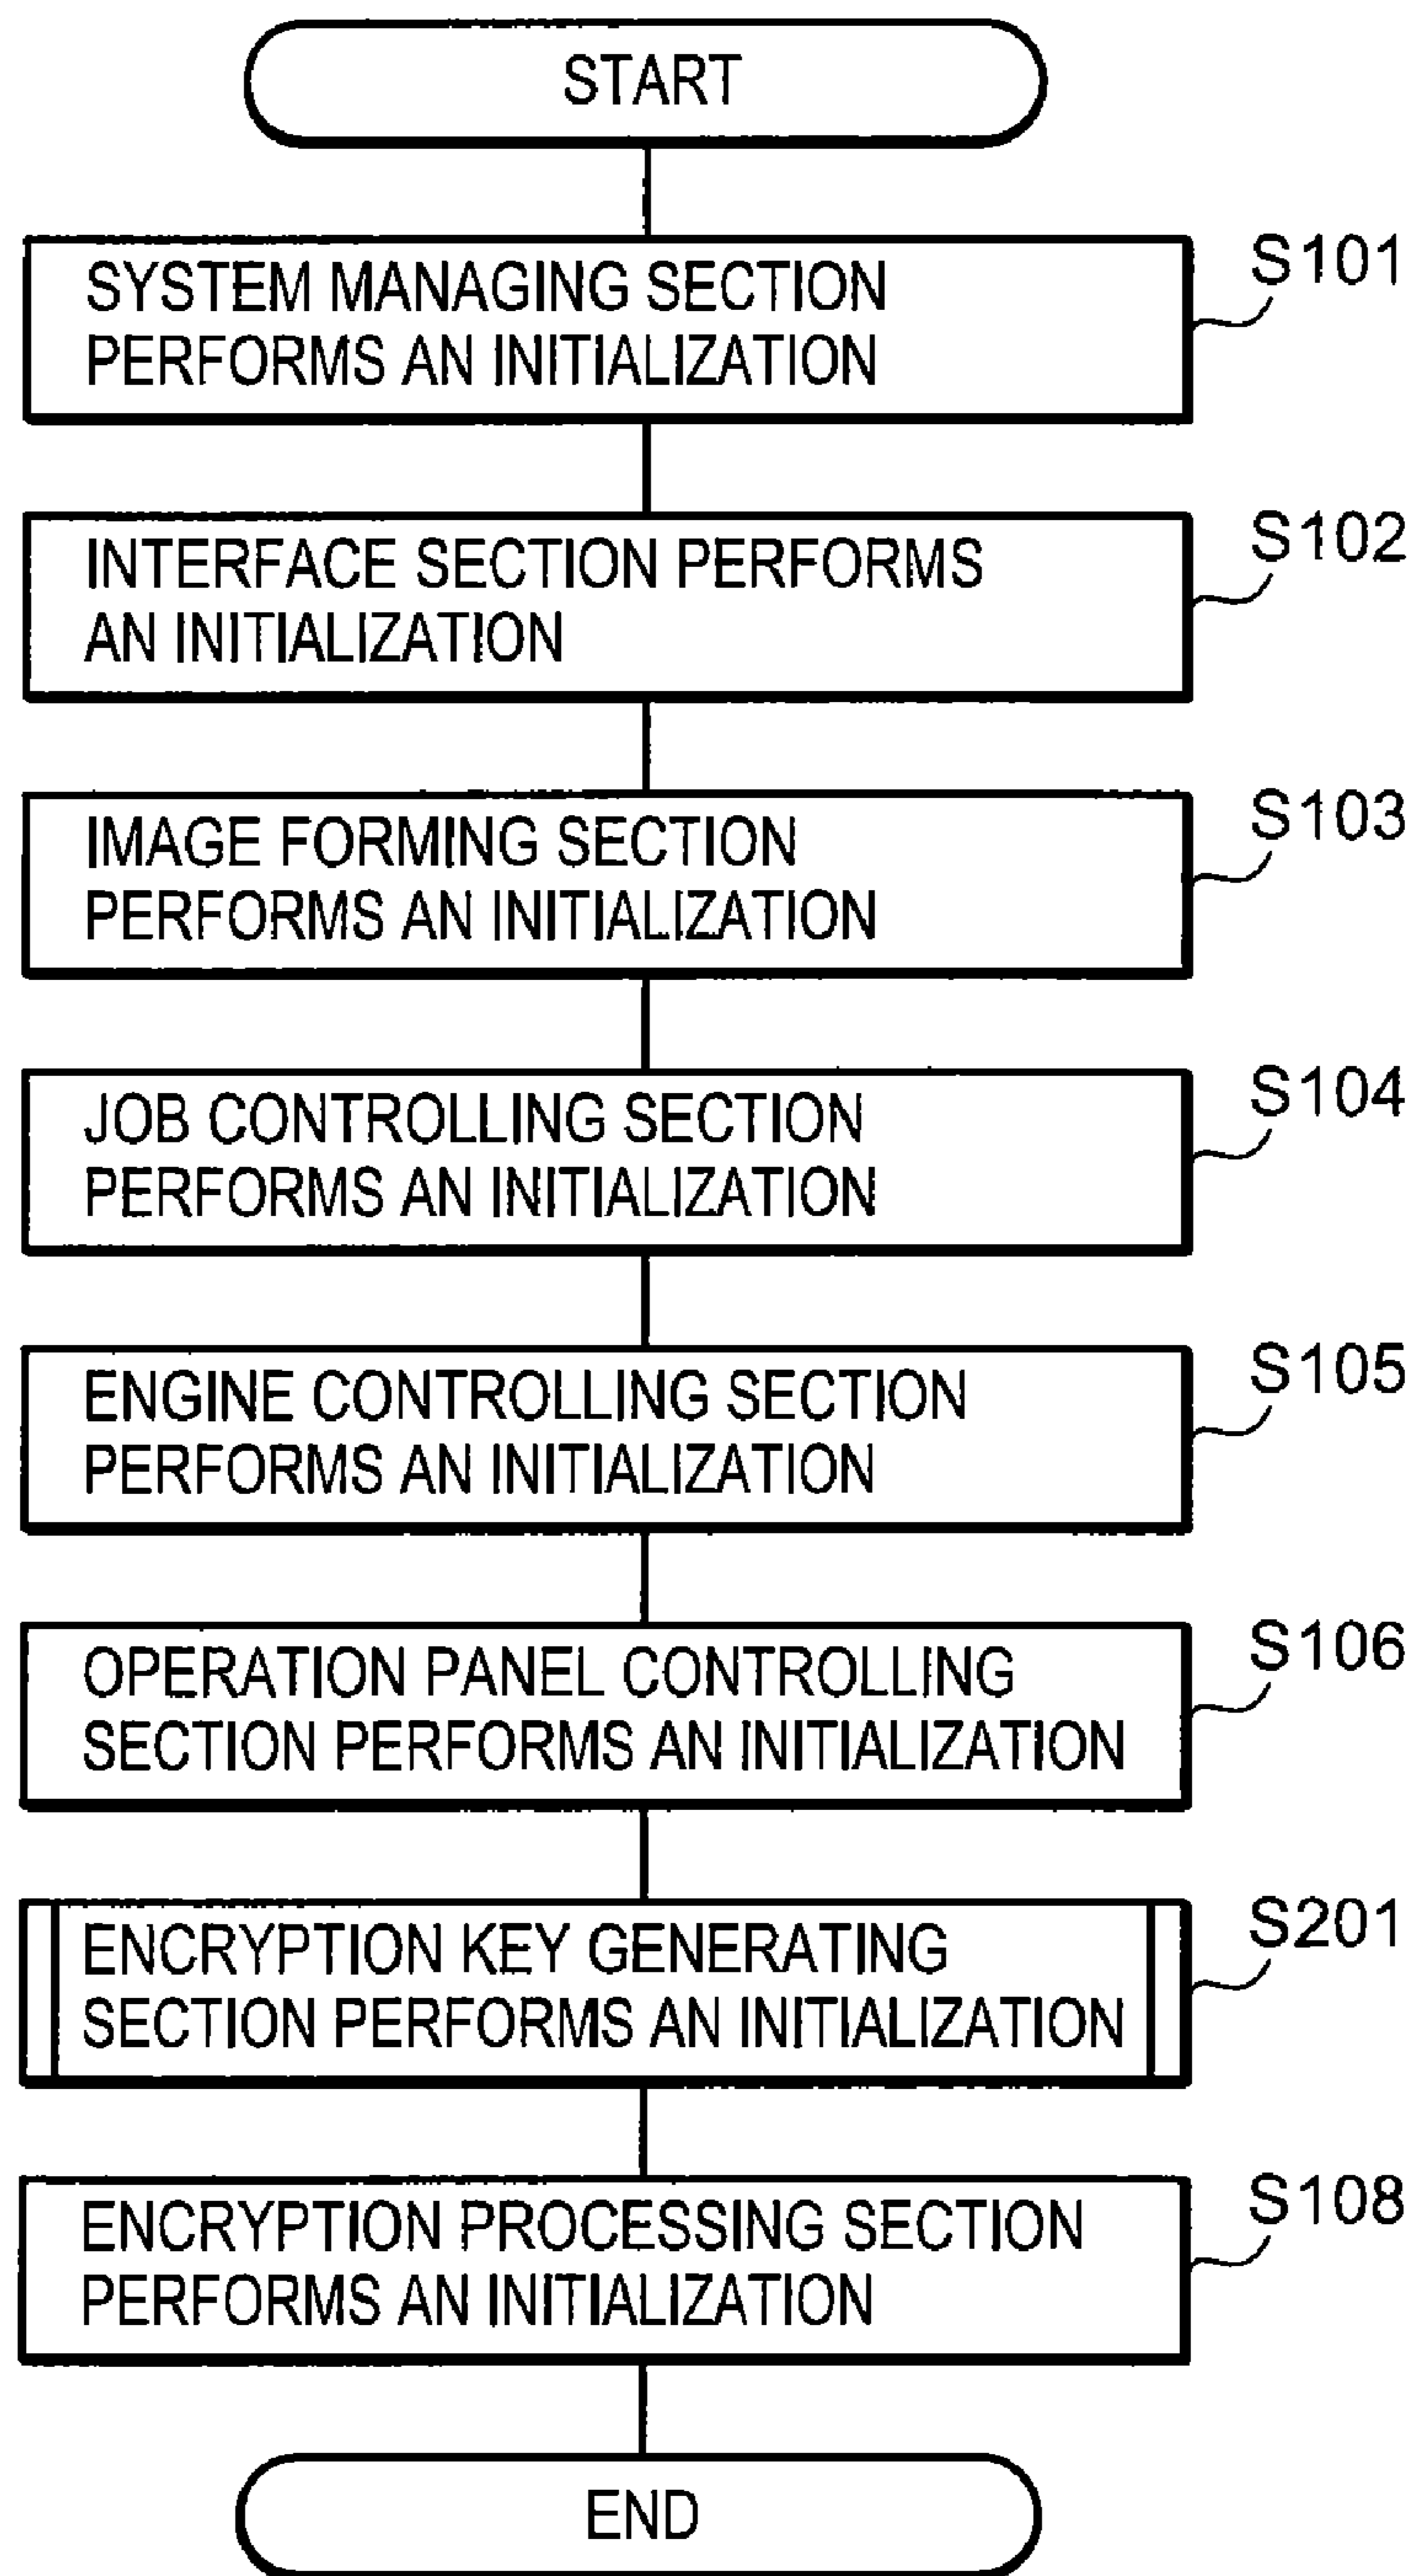 START
SYSTEM MANAGING SECTION
PERFORMS AN INITIALIZATION
S101
INTERFACE SECTION PERFORMS
AN INITIALIZATION
S102
IMAGE FORMING SECTION
PERFORMS AN INITIALIZATION
S103
JOB CONTROLLING SECTION
PERFORMS AN INITIALIZATION
S104
ENGINE CONTROLLING SECTION
PERFORMS AN INITIALIZATION
S105
OPERATION PANEL CONTROLLING
SECTION PERFORMS AN INITIALIZATION
S106
ENCRYPTION KEY GENERATING
SECTION PERFORMS AN INITIALIZATION
S201
ENCRYPTION PROCESSING SECTION
PERFORMS AN INITIALIZATION
S108
END